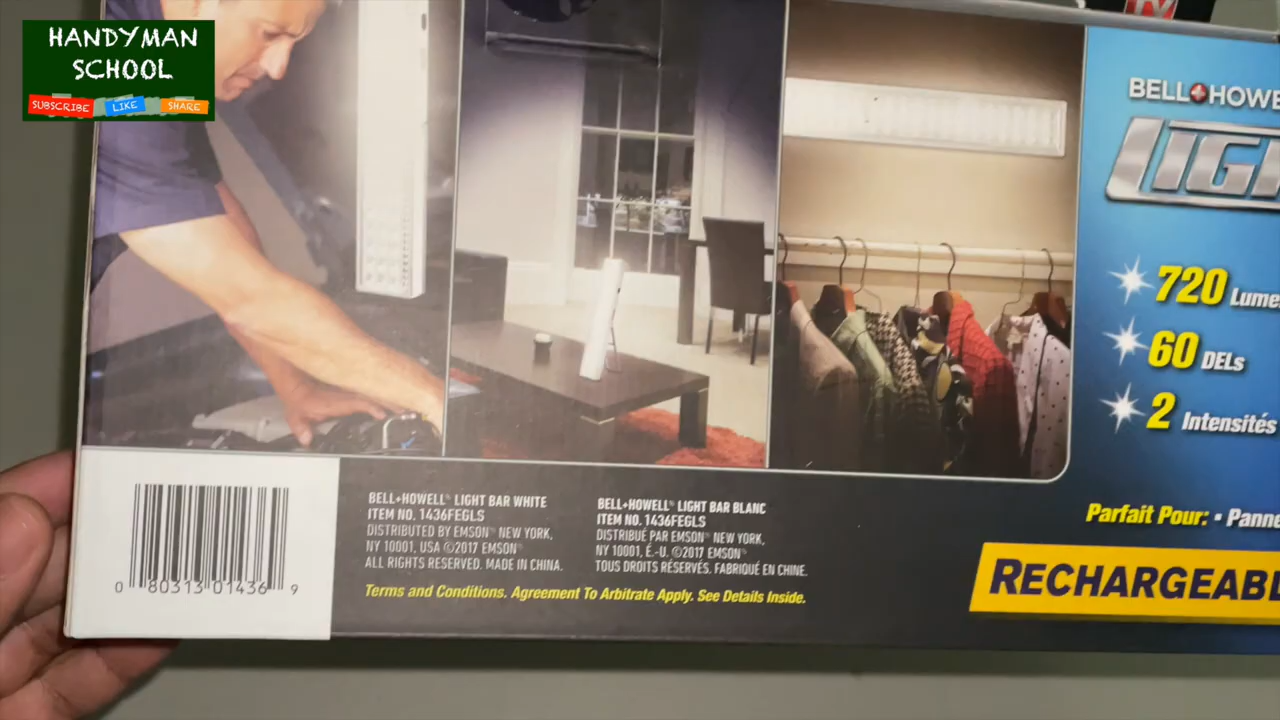 HANDYMAN
SCHOOL
SUBSCRIBE LIKE SHARE
TV
BELL+HOWE
LIG
720 Lume
60 DELs
2 Intensités
Parfait Pour: • Pann
RECHARGEAB
BELL+HOWELL® LIGHT BAR WHITE
ITEM NO. 1436FEGLS
DISTRIBUTED BY EMSON® NEW YORK,
NY 10001, USA ©2017 EMSON®
ALL RIGHTS RESERVED. MADE IN CHINA.
BELL+HOWELL® LIGHT BAR BLANC
ITEM NO. 1436FEGLS
DISTRIBUÉ PAR EMSON® NEW YORK,
NY 10001, É.-U. ©2017 EMSON®
TOUS DROITS RÉSERVÉS. FABRIQUÉ EN CHINE.
Terms and Conditions. Agreement To Arbitrate Apply. See Details Inside.
0 80313 01436 9